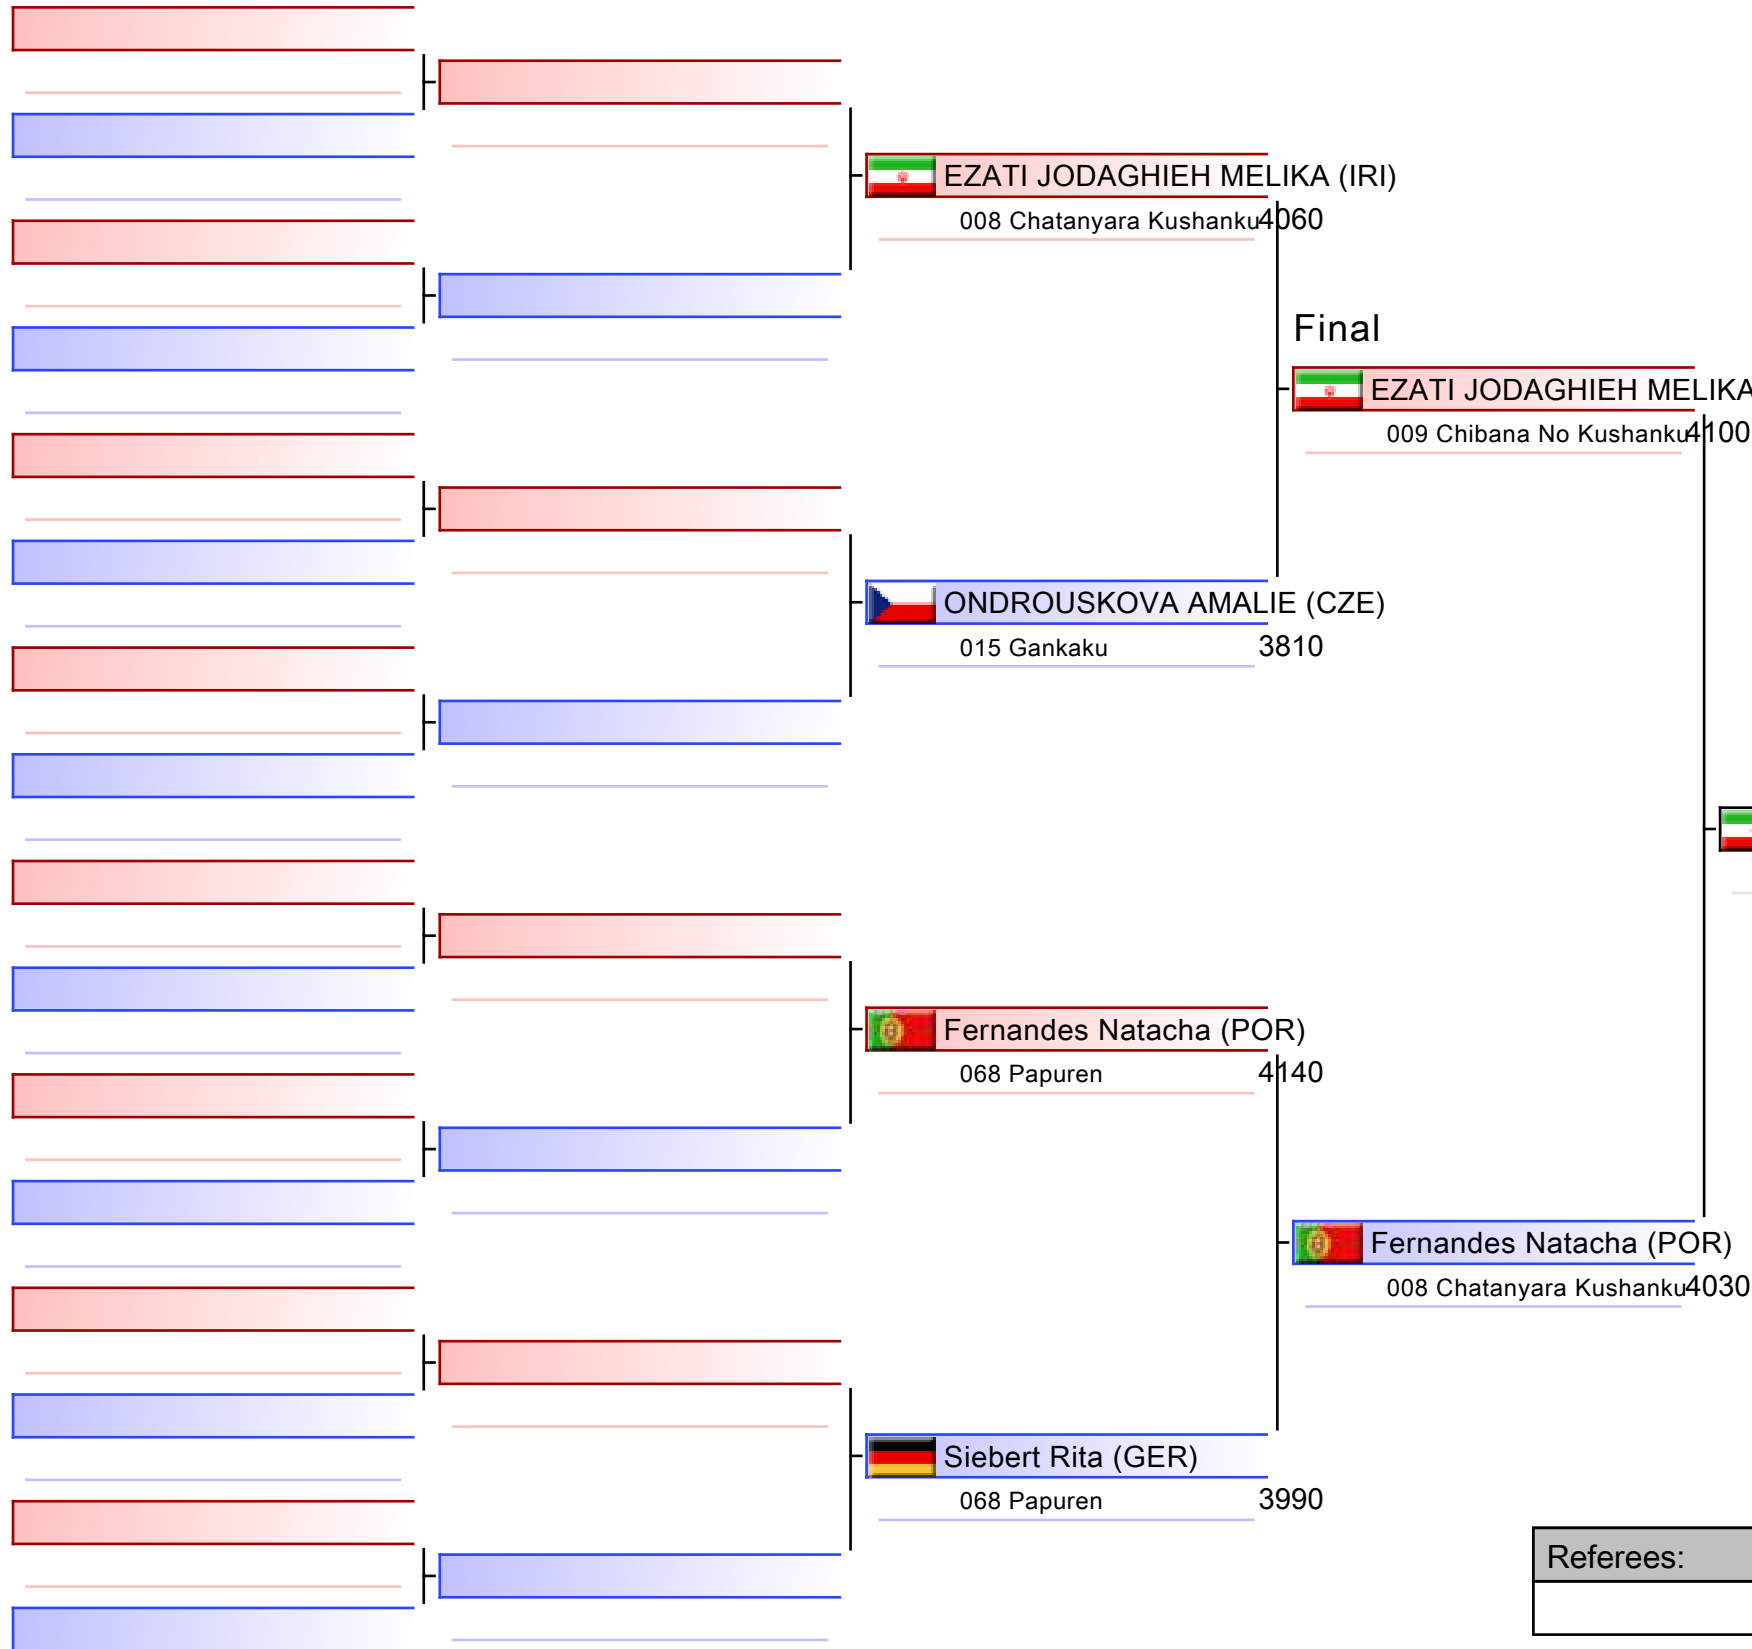 EZATI JODAGHIEH MELIKA (IRI)
008 Chatanyara Kushanku 4060
Final
EZATI JODAGHIEH MELIKA
009 Chibana No Kushanku 4100
ONDROUSKOVA AMALIE (CZE)
015 Gankaku 3810
Fernandes Natacha (POR)
068 Papuren 4140
Fernandes Natacha (POR)
008 Chatanyara Kushanku 4030
Siebert Rita (GER)
068 Papuren 3990
Referees: